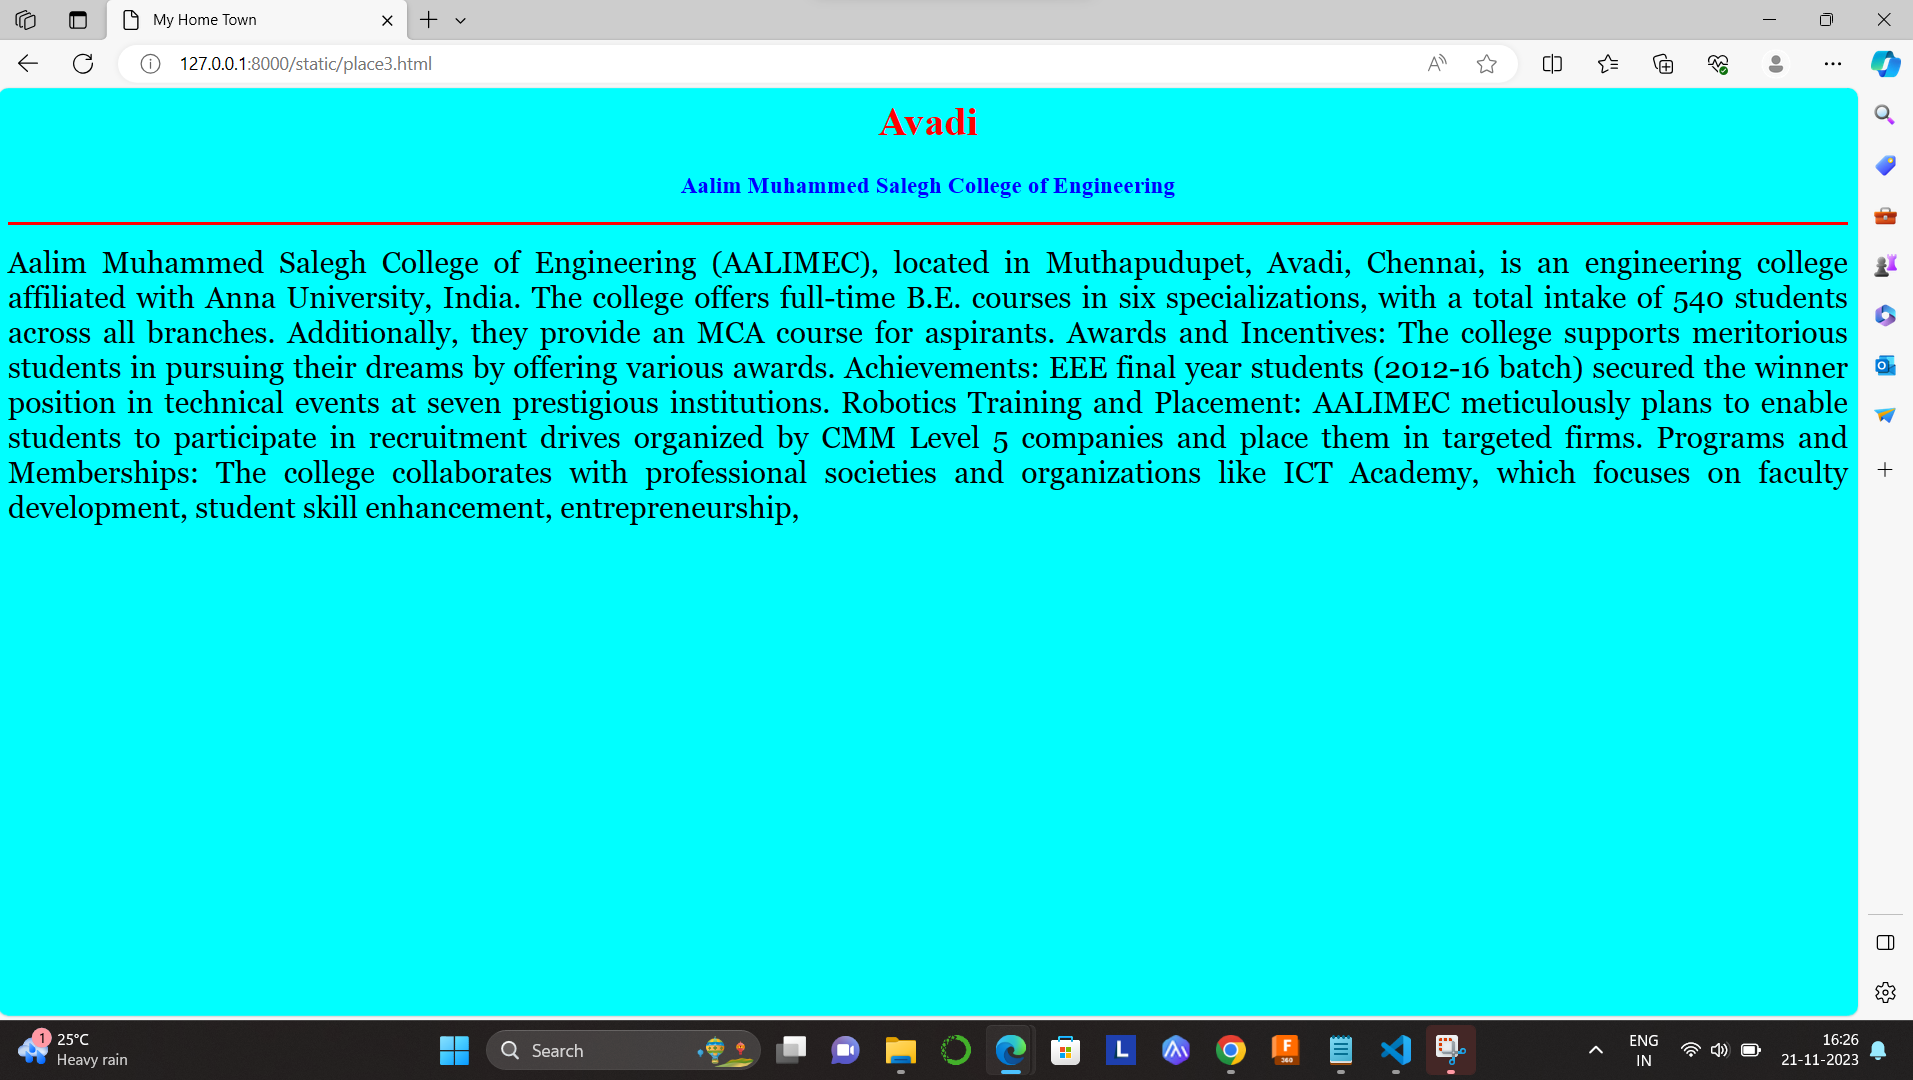 My Home Town
127.0.0.1:8000/static/place3.html
Avadi
Aalim Muhammed Salegh College of Engineering
Aalim Muhammed Salegh College of Engineering (AALIMEC), located in Muthapudupet, Avadi, Chennai, is an engineering college
affiliated with Anna University, India. The college offers full-time B.E. courses in six specializations, with a total intake of 540 students
across all branches. Additionally, they provide an MCA course for aspirants. Awards and Incentives: The college supports meritorious
students in pursuing their dreams by offering various awards. Achievements: EEE final year students (2012-16 batch) secured the winner
position in technical events at seven prestigious institutions. Robotics Training and Placement: AALIMEC meticulously plans to enable
students to participate in recruitment drives organized by CMM Level 5 companies and place them in targeted firms. Programs and
Memberships: The college collaborates with professional societies and organizations like ICT Academy, which focuses on faculty
development, student skill enhancement, entrepreneurship,
1
25°C
Heavy rain
Search
L
F
360
ENG
IN
16:26
21-11-2023